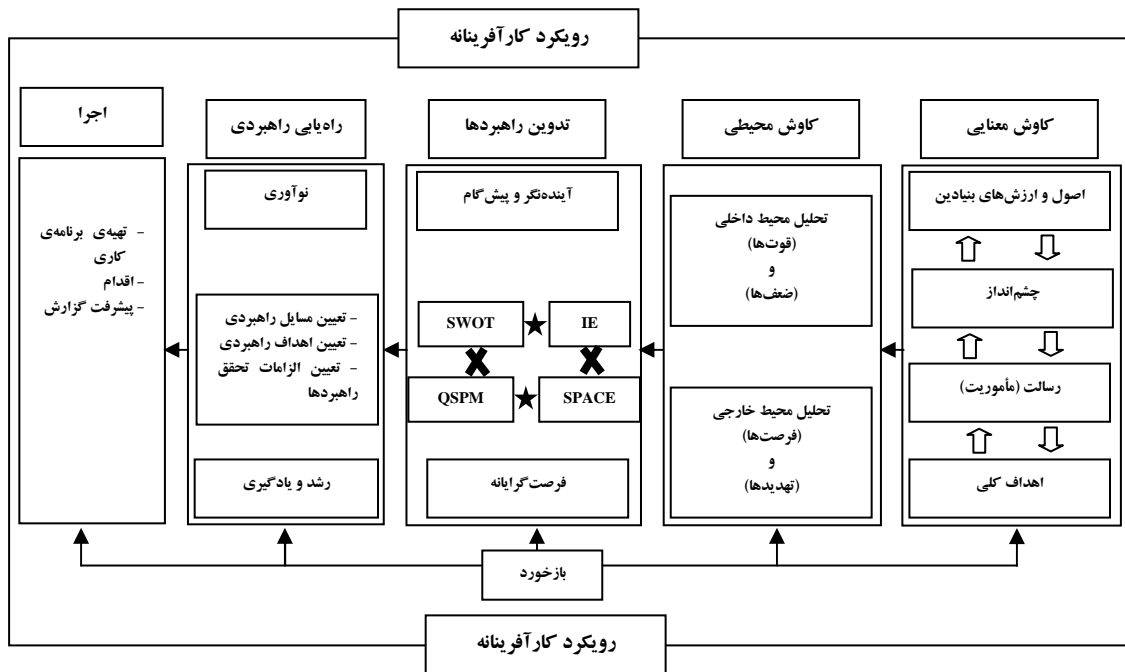 رویکرد کارآفرینانه
کاوش معنایی
اصول و ارزش‌های بنیادین
چشم‌انداز
رسالت (مأموریت)
اهداف کلی
کاوش محیطی
تحلیل محیط داخلی
(قوت‌ها)
و
(ضعف‌ها)
تحلیل محیط خارجی
(فرصت‌ها)
و
(تهدیدها)
تدوین راهبردها
آینده‌نگر و پیش‌گام
SWOT
IE
QSPM
SPACE
فرصت‌گرایانه
راه‌یابی راهبردی
نوآوری
- تعیین مسایل راهبردی
- تعیین اهداف راهبردی
- تعیین الزامات تحقق
راهبردها
رشد و یادگیری
اجرا
- تهیه‌ی برنامه‌ی
کاری
- اقدام
- پیشرفت گزارش
بازخورد
رویکرد کارآفرینانه